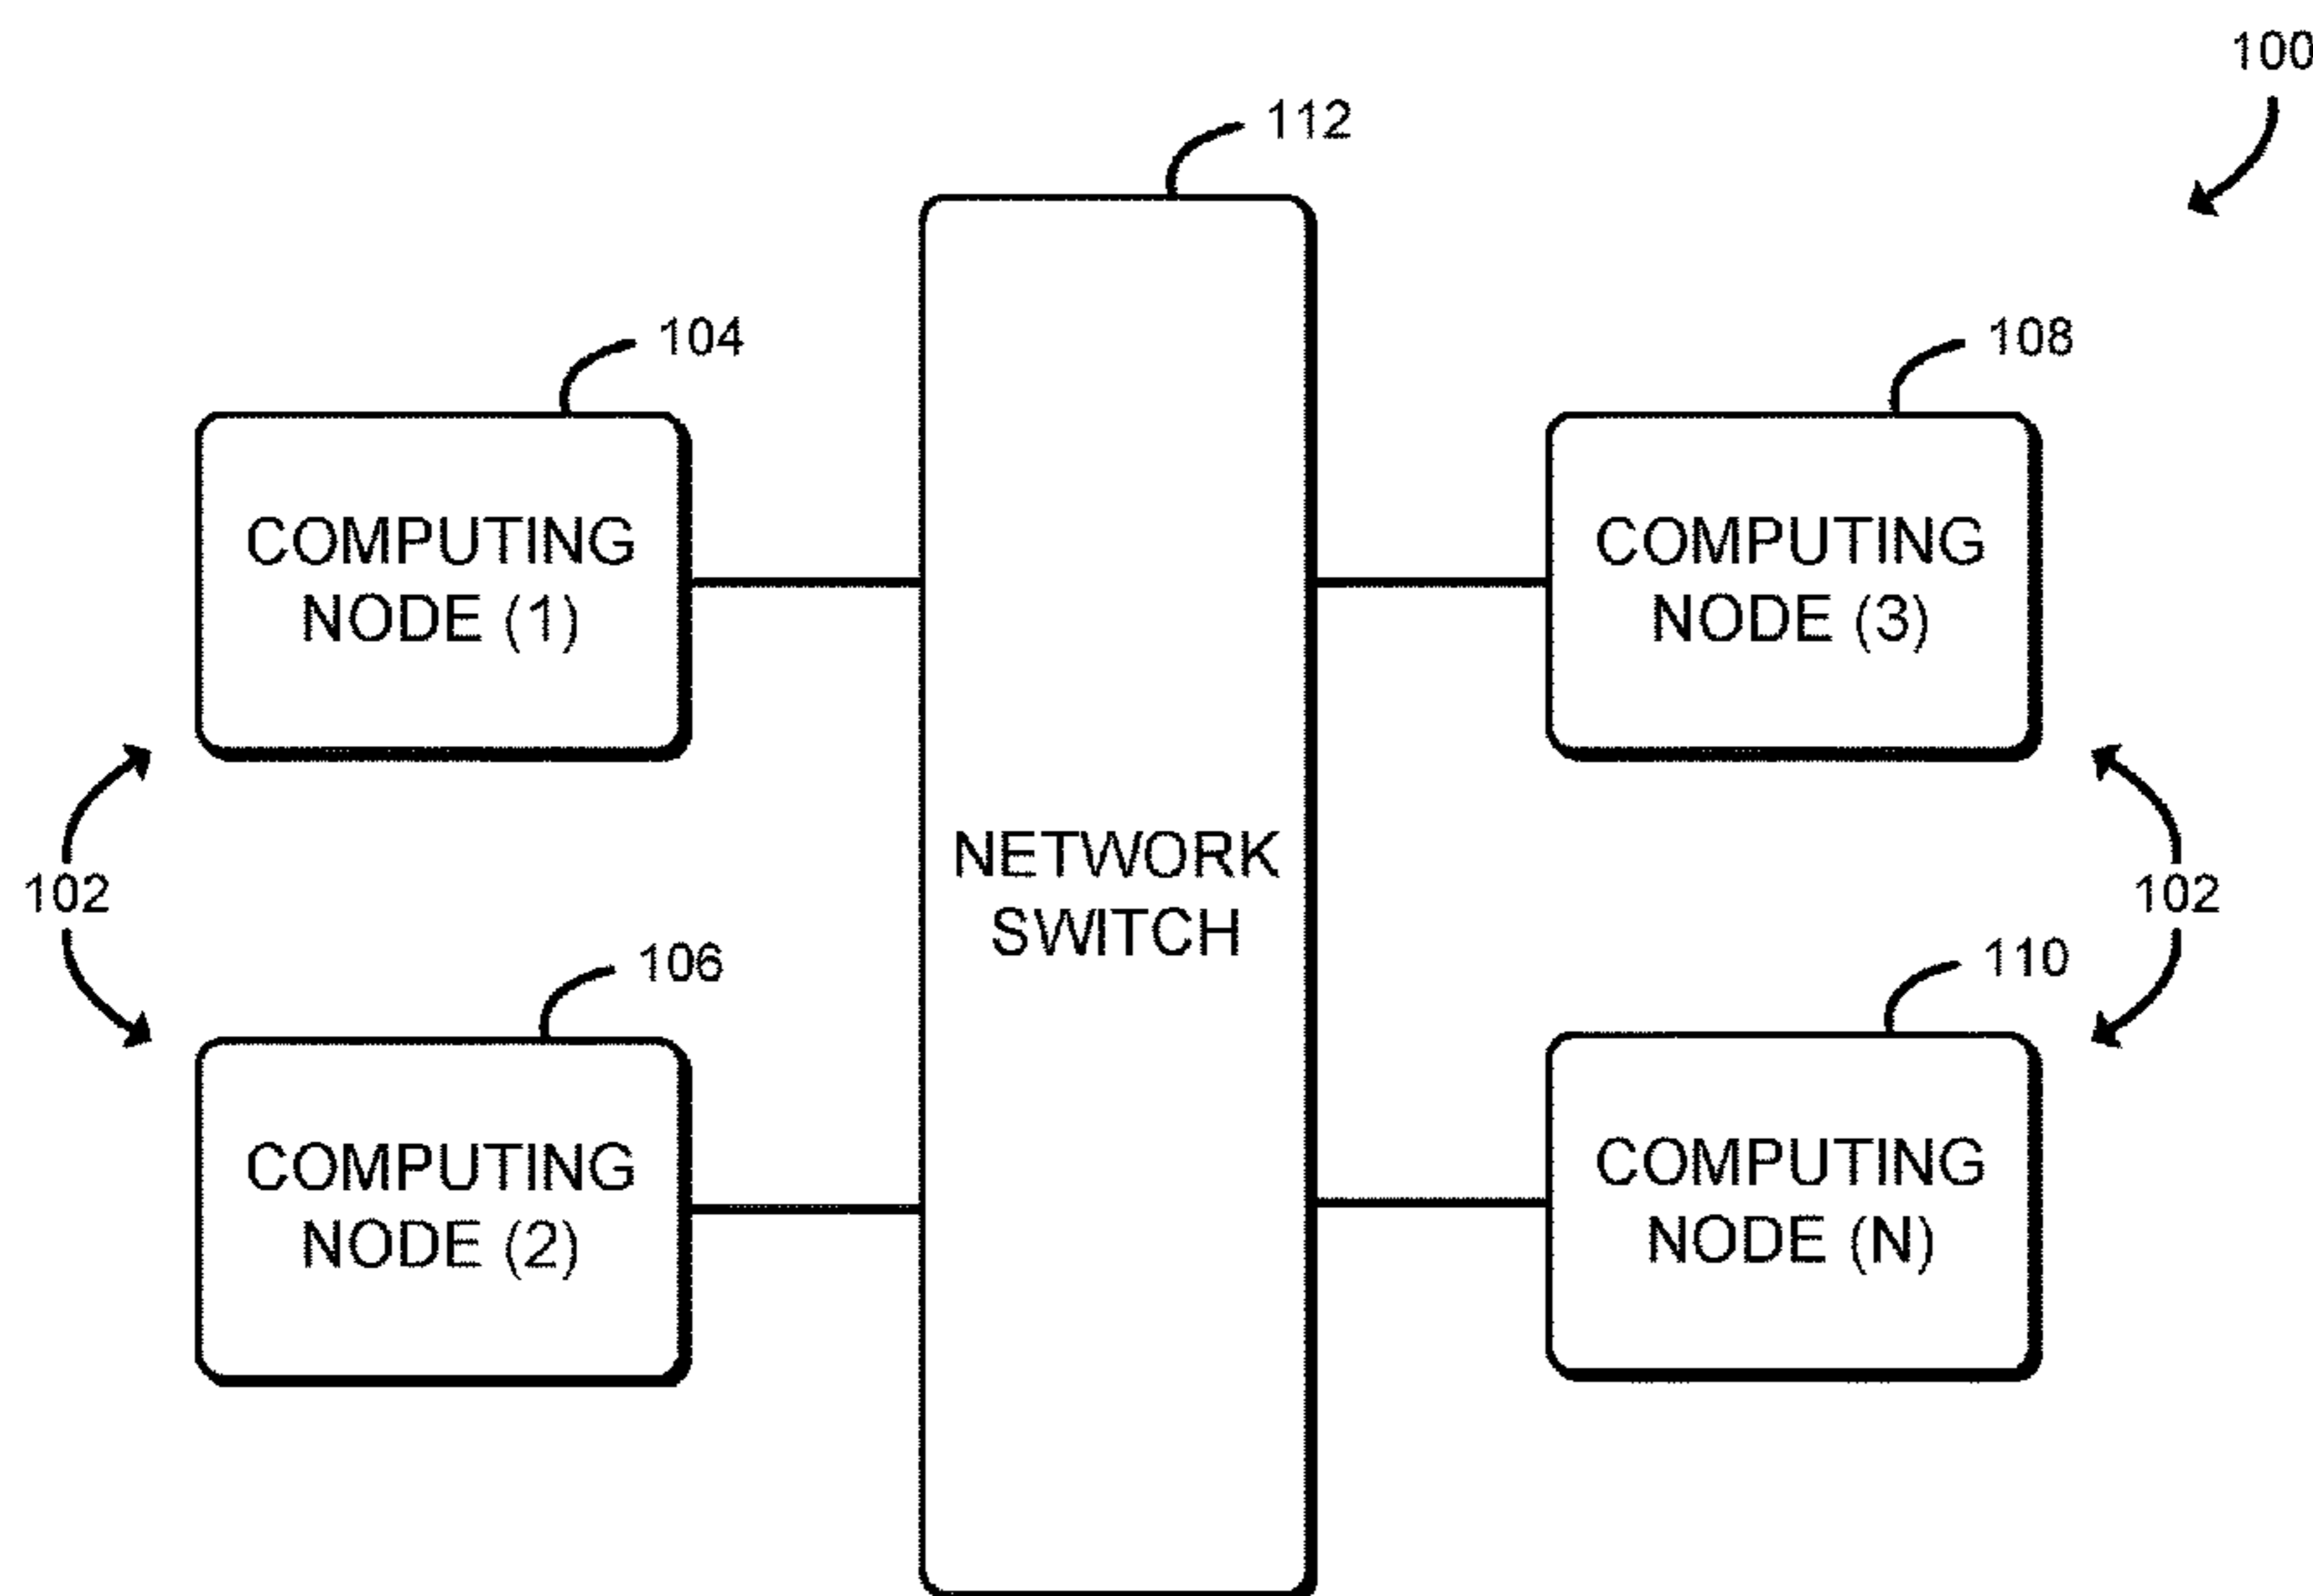 100
112
104
108
COMPUTING
NODE (1)
COMPUTING
NODE (3)
NETWORK
SWITCH
102
102
106
110
COMPUTING
NODE (2)
COMPUTING
NODE (N)